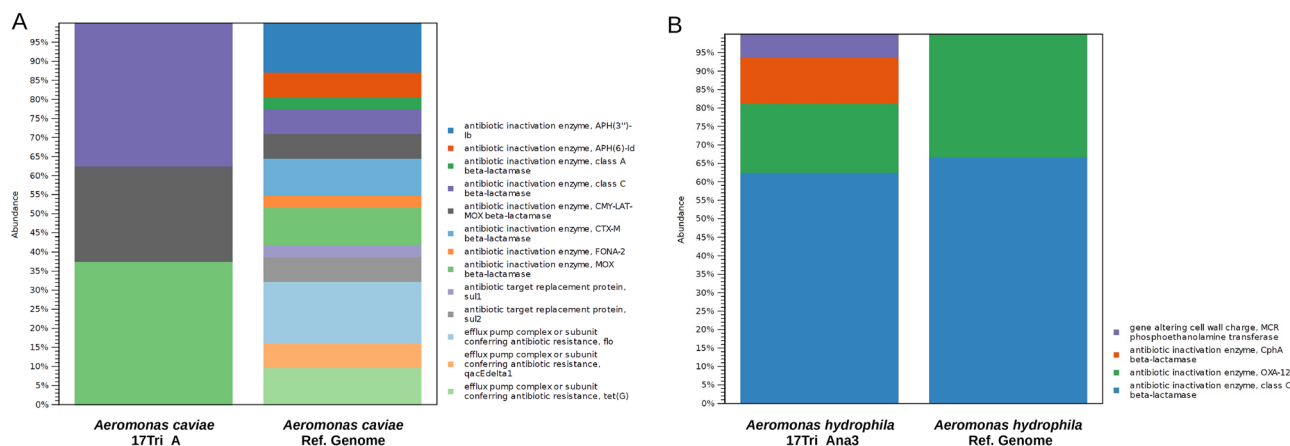 A
95%
90%
85%
80%
75%
70%
65%
60%
55%
50%
45%
40%
35%
30%
25%
20%
15%
10%
5%
0%
Abundance
Aeromonas caviae
17Tri_A
Aeromonas caviae
Ref. Genome
antibiotic inactivation enzyme, APH(3'')-
Ib
antibiotic inactivation enzyme, APH(6)-Id
antibiotic inactivation enzyme, class A
beta-lactamase
antibiotic inactivation enzyme, class C
beta-lactamase
antibiotic inactivation enzyme, CMY-LAT-
MOX beta-lactamase
antibiotic inactivation enzyme, CTX-M
beta-lactamase
antibiotic inactivation enzyme, FONA-2
antibiotic inactivation enzyme, MOX
beta-lactamase
antibiotic target replacement protein,
sul1
antibiotic target replacement protein,
sul2
efflux pump complex or subunit
conferring antibiotic resistance, flo
efflux pump complex or subunit
conferring antibiotic resistance,
qacEdelta1
efflux pump complex or subunit
conferring antibiotic resistance, tet(G)
B
95%
90%
85%
80%
75%
70%
65%
60%
55%
50%
45%
40%
35%
30%
25%
20%
15%
10%
5%
0%
Abundance
Aeromonas hydrophila
17Tri_Ana3
Aeromonas hydrophila
Ref. Genome
gene altering cell wall charge, MCR
phosphoethanolamine transferase
antibiotic inactivation enzyme, CphA
beta-lactamase
antibiotic inactivation enzyme, OXA-12
antibiotic inactivation enzyme, class C
beta-lactamase